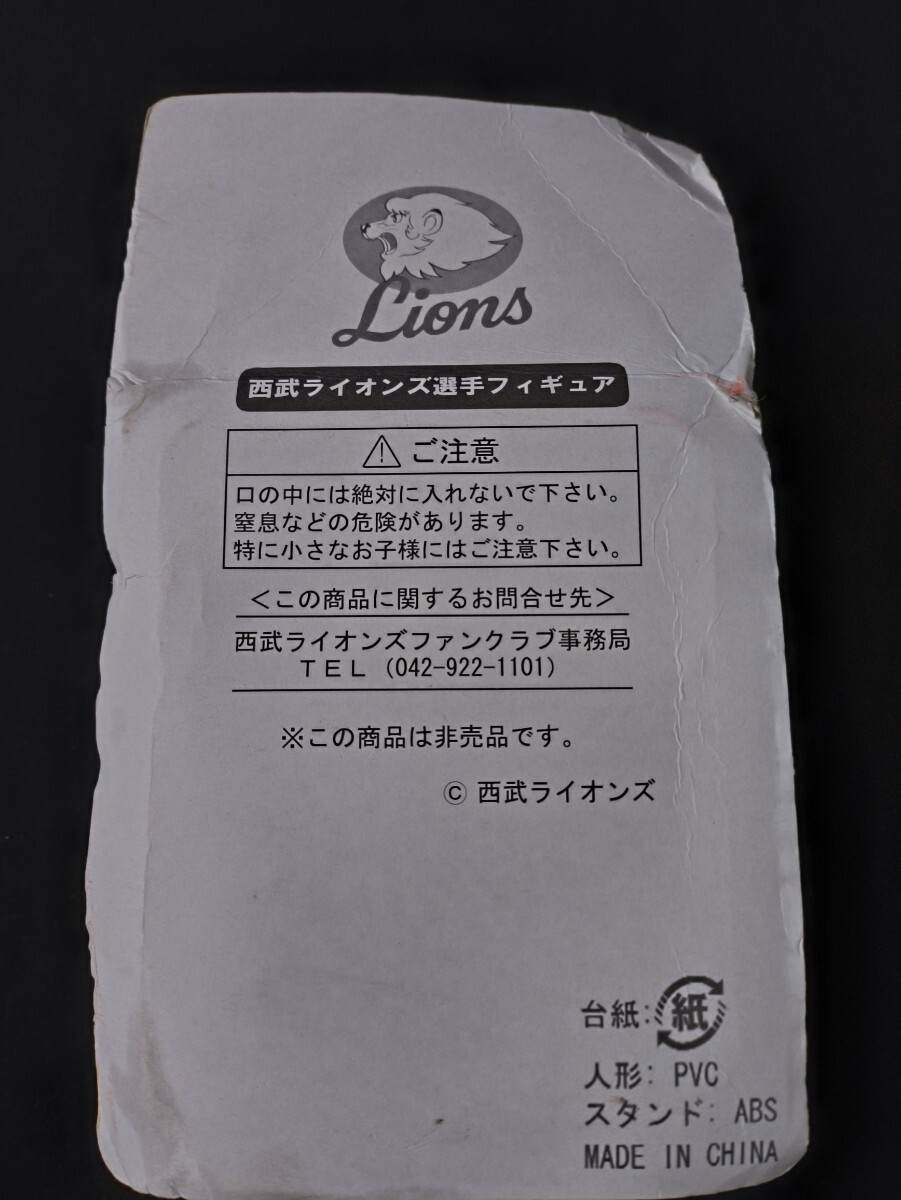 Lions
西武ライオンズ選手フィギュア
⚠ ご注意
口の中には絶対に入れないで下さい。
窒息などの危険があります。
特に小さなお子様にはご注意下さい。
＜この商品に関するお問合せ先＞
西武ライオンズファンクラブ事務局
ＴＥＬ（042-922-1101）
※この商品は非売品です。
© 西武ライオンズ
台紙: 紙
人形: PVC
スタンド: ABS
MADE IN CHINA